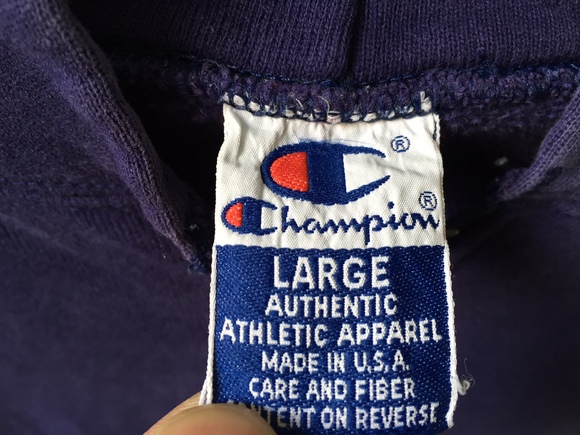 ®
Champion®
LARGE
AUTHENTIC
ATHLETIC APPAREL
MADE IN U.S.A.
CARE AND FIBER
CONTENT ON REVERSE